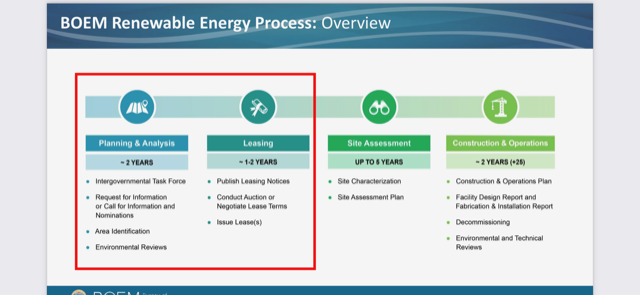 BOEM Renewable Energy Process: Overview
Planning & Analysis
~ 2 YEARS
• Intergovernmental Task Force
• Request for Information
or Call for Information and
Nominations
• Area Identification
• Environmental Reviews
Leasing
~ 1-2 YEARS
• Publish Leasing Notices
• Conduct Auction or
Negotiate Lease Terms
• Issue Lease(s)
Site Assessment
UP TO 5 YEARS
• Site Characterization
• Site Assessment Plan
Construction & Operations
~ 2 YEARS (+25)
• Construction & Operations Plan
• Facility Design Report and
Fabrication & Installation Report
• Decommissioning
• Environmental and Technical
Reviews
BOEM